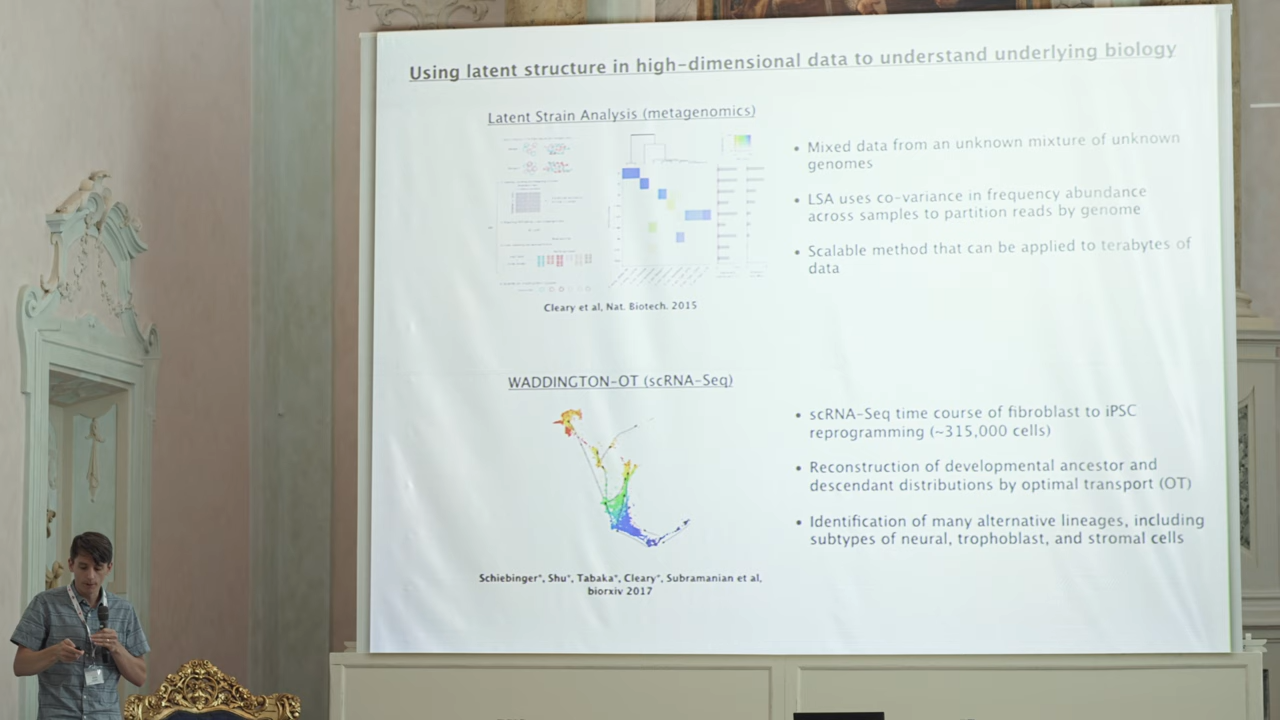 Using latent structure in high-dimensional data to understand underlying biology
Latent Strain Analysis (metagenomics)
• Mixed data from an unknown mixture of unknown
genomes
• LSA uses co-variance in frequency abundance
across samples to partition reads by genome
• Scalable method that can be applied to terabytes of
data
Cleary et al, Nat. Biotech. 2015
WADDINGTON-OT (scRNA-Seq)
• scRNA-Seq time course of fibroblast to iPSC
reprogramming (~315,000 cells)
• Reconstruction of developmental ancestor and
descendant distributions by optimal transport (OT)
• Identification of many alternative lineages, including
subtypes of neural, trophoblast, and stromal cells
Schiebinger*, Shu*, Tabaka*, Cleary*, Subramanian et al,
biorxiv 2017